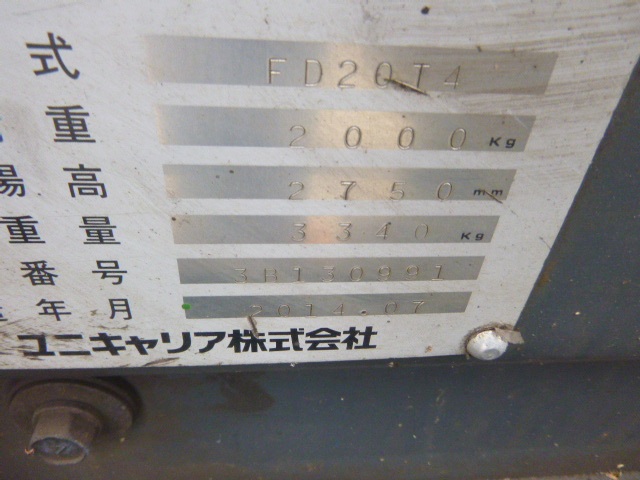 式 FD20T4
重 2000 Kg
揚高 2750 mm
重量 3340 Kg
番号 3H130991
年月 2014.07
ユニキャリア株式会社